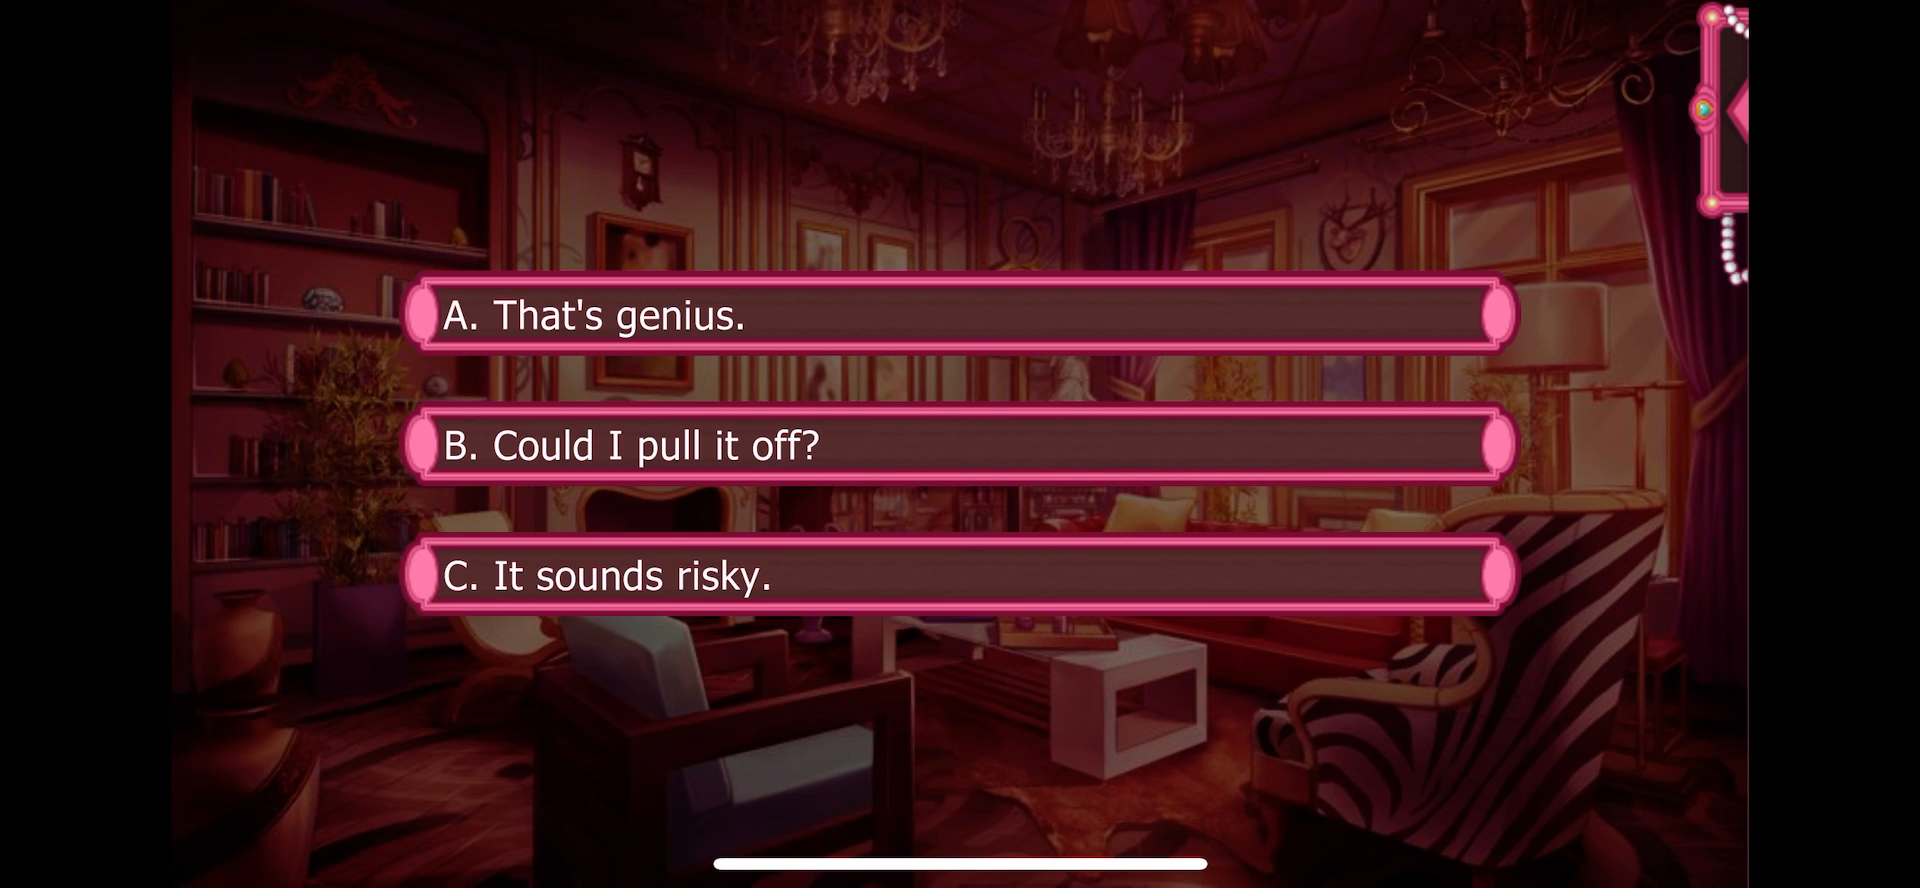 A. That's genius.
B. Could I pull it off?
C. It sounds risky.